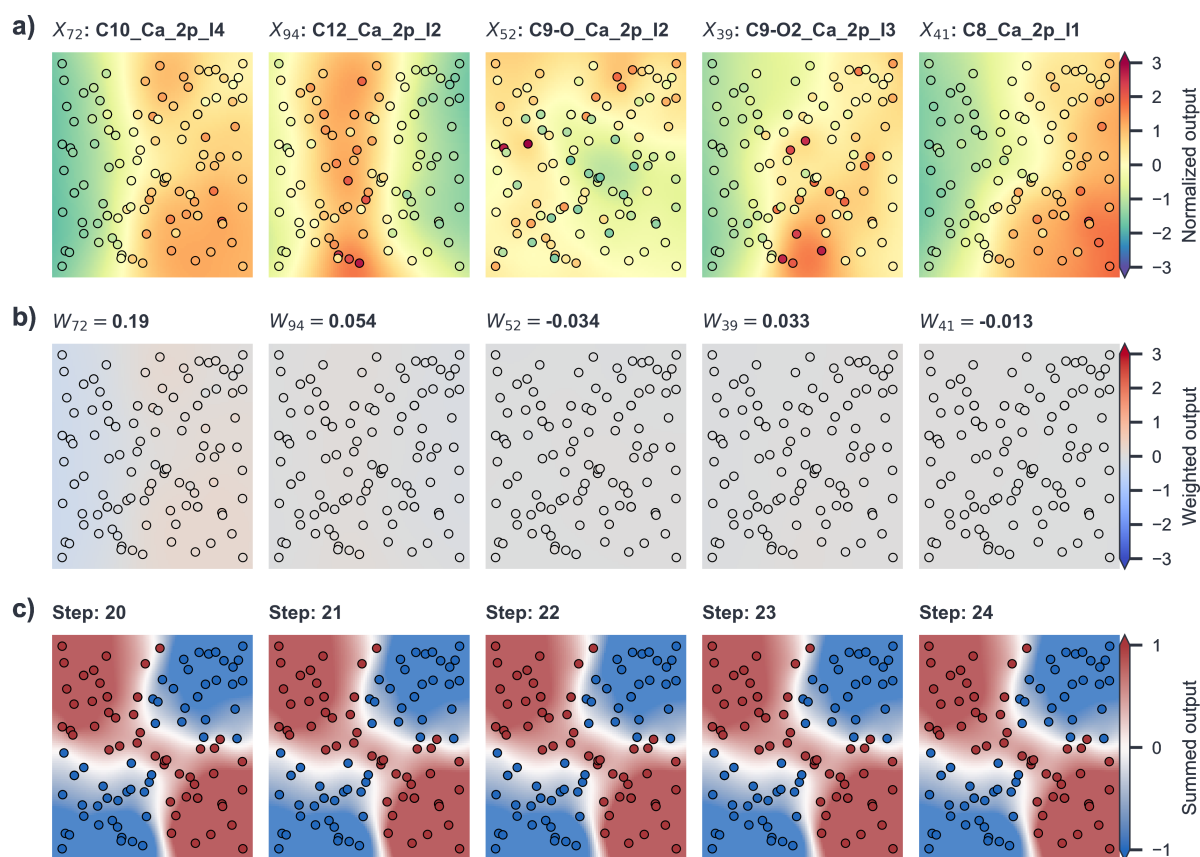 a) X72: C10_Ca_2p_I4 X94: C12_Ca_2p_I2 X52: C9-O_Ca_2p_I2 X39: C9-O2_Ca_2p_I3 X41: C8_Ca_2p_I1
3
2
1
0
−1
−2
−3
Normalized output
b) W72 = 0.19 W94 = 0.054 W52 = -0.034 W39 = 0.033 W41 = -0.013
3
2
1
0
−1
−2
−3
Weighted output
c) Step: 20 Step: 21 Step: 22 Step: 23 Step: 24
1
0
−1
Summed output